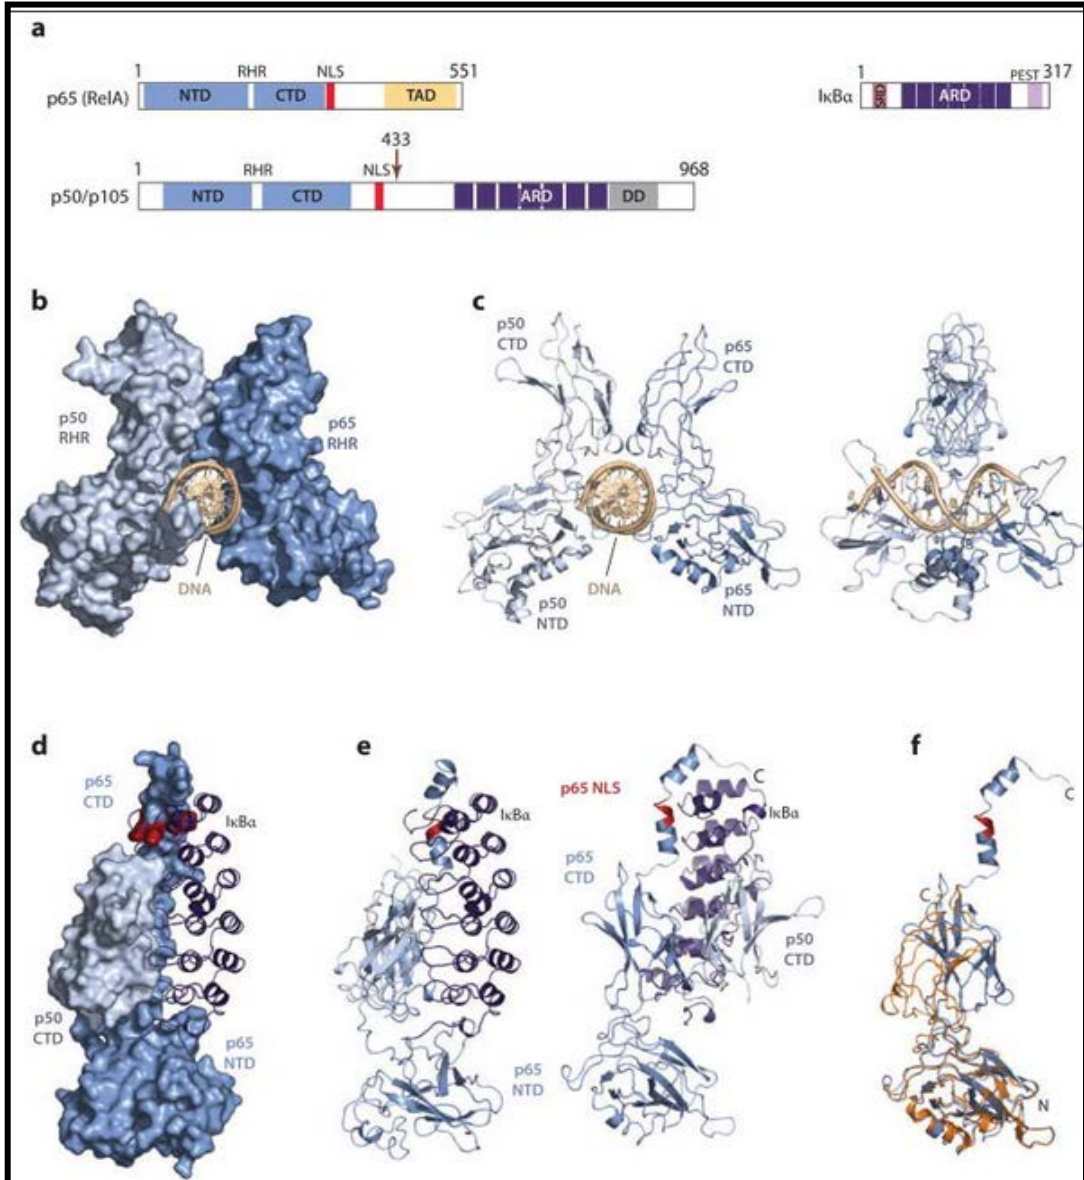 a
1 RHR NLS 551
p65 (RelA) NTD CTD TAD
1 PEST 317
IκBα SRD ARD
433
1 RHR NLS 968
p50/p105 NTD CTD ARD DD
b
p50
RHR
p65
RHR
DNA
c
p50
CTD
p65
CTD
p50
NTD
DNA
p65
NTD
d
p65
CTD
IκBα
p50
CTD
p65
NTD
e
IκBα
p65
NTD
p65 NLS
C
IκBα
p65
CTD
p50
CTD
f
C
C
N